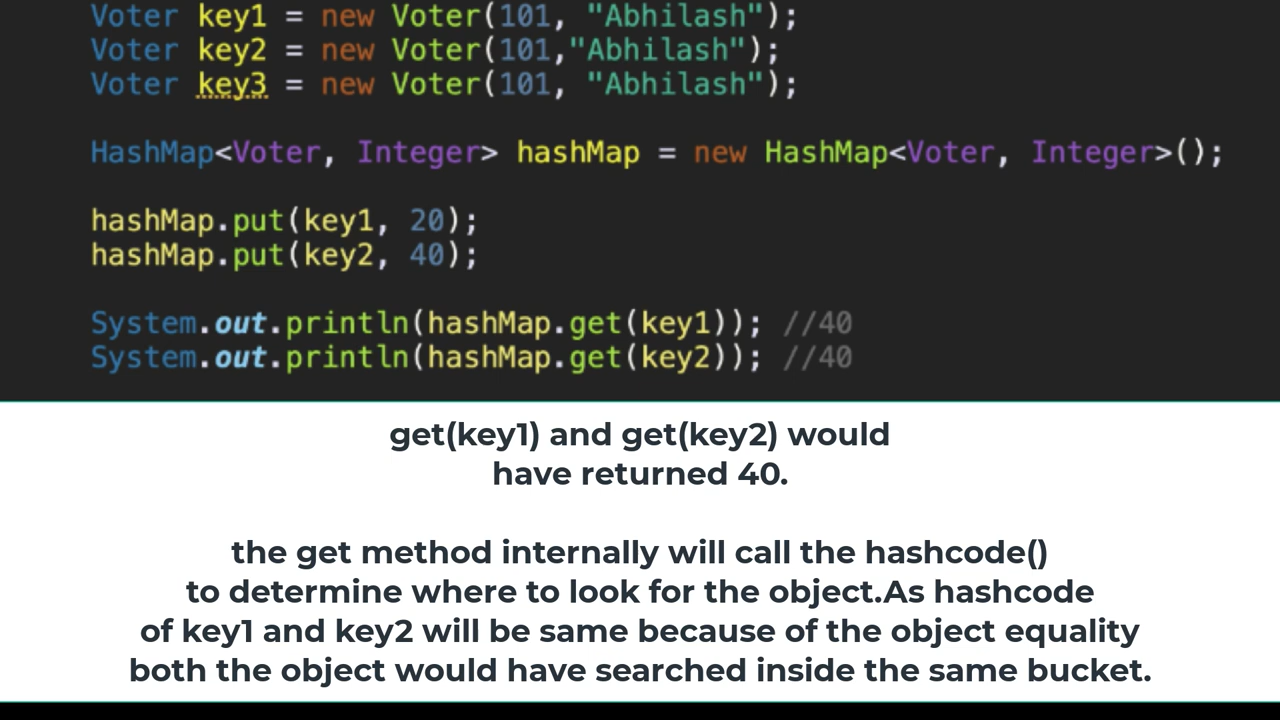 Voter key1 = new Voter(101, "Abhilash");
Voter key2 = new Voter(101,"Abhilash");
Voter key3 = new Voter(101, "Abhilash");
HashMap<Voter, Integer> hashMap = new HashMap<Voter, Integer>();
hashMap.put(key1, 20);
hashMap.put(key2, 40);
System.out.println(hashMap.get(key1)); //40
System.out.println(hashMap.get(key2)); //40
get(key1) and get(key2) would
have returned 40.
the get method internally will call the hashcode()
to determine where to look for the object.As hashcode
of key1 and key2 will be same because of the object equality
both the object would have searched inside the same bucket.